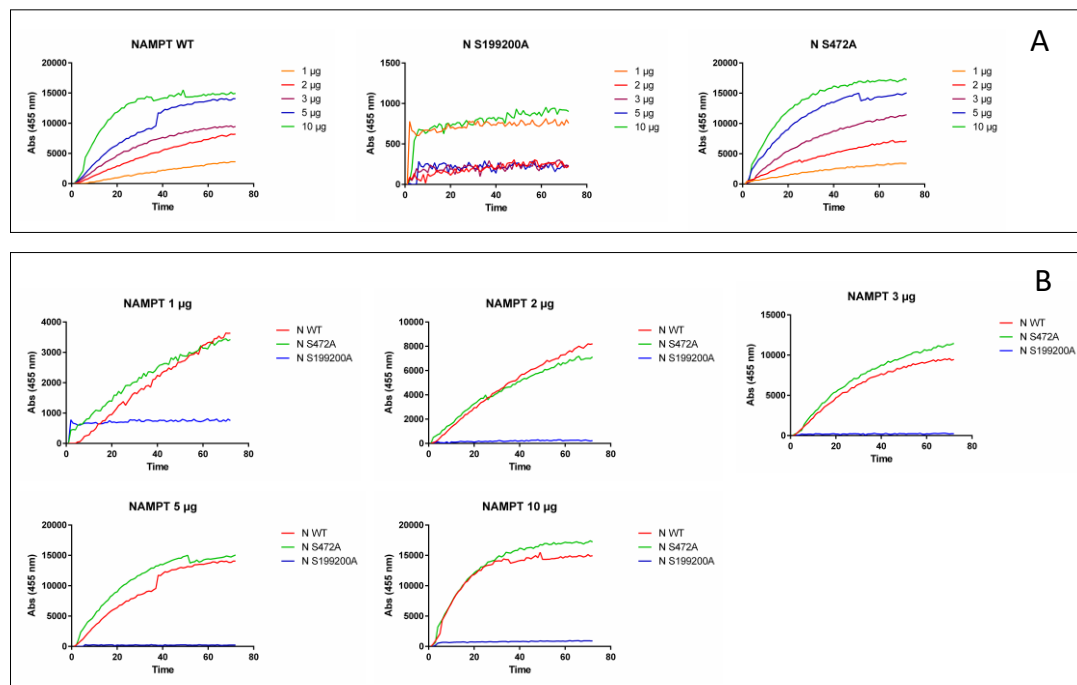 A
NAMPT WT
Abs (455 nm)
20000
15000
10000
5000
0
0 20 40 60 80
Time
1 µg
2 µg
3 µg
5 µg
10 µg
N S199200A
Abs (455 nm)
1500
1000
500
0
0 20 40 60 80
Time
1 µg
2 µg
3 µg
5 µg
10 µg
N S472A
Abs (455 nm)
20000
15000
10000
5000
0
0 20 40 60 80
Time
1 µg
2 µg
3 µg
5 µg
10 µg
B
NAMPT 1 µg
Abs (455 nm)
4000
3000
2000
1000
0
0 20 40 60 80
Time
N WT
N S472A
N S199200A
NAMPT 2 µg
Abs (455 nm)
10000
8000
6000
4000
2000
0
0 20 40 60 80
Time
N WT
N S472A
N S199200A
NAMPT 3 µg
Abs (455 nm)
15000
10000
5000
0
0 20 40 60 80
Time
N WT
N S472A
N S199200A
NAMPT 5 µg
Abs (455 nm)
20000
15000
10000
5000
0
0 20 40 60 80
Time
N WT
N S472A
N S199200A
NAMPT 10 µg
Abs (455 nm)
20000
15000
10000
5000
0
0 20 40 60 80
Time
N WT
N S472A
N S199200A